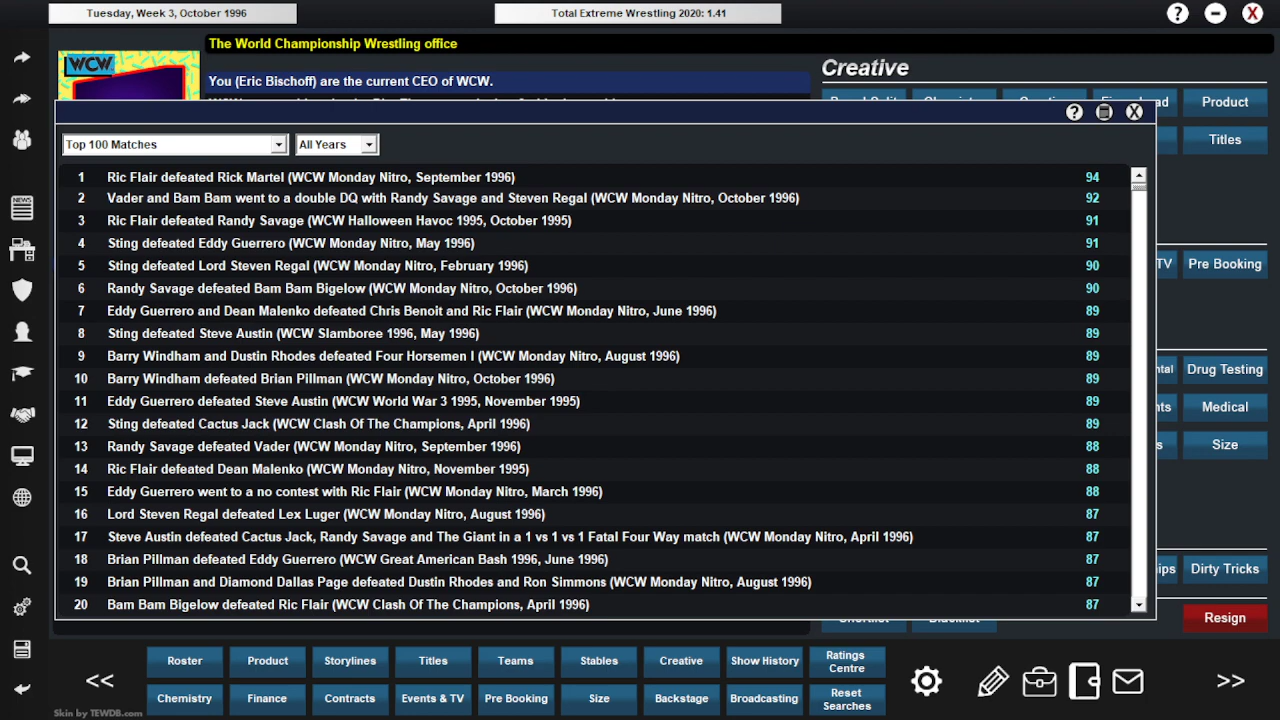 Tuesday, Week 3, October 1996
Total Extreme Wrestling 2020: 1.41
The World Championship Wrestling office
WCW
You (Eric Bischoff) are the current CEO of WCW.
Creative
Product
Titles
TV
Pre Booking
Drug Testing
Medical
Size
Dirty Tricks
Resign
Top 100 Matches
All Years
1 Ric Flair defeated Rick Martel (WCW Monday Nitro, September 1996) 94
2 Vader and Bam Bam went to a double DQ with Randy Savage and Steven Regal (WCW Monday Nitro, October 1996) 92
3 Ric Flair defeated Randy Savage (WCW Halloween Havoc 1995, October 1995) 91
4 Sting defeated Eddy Guerrero (WCW Monday Nitro, May 1996) 91
5 Sting defeated Lord Steven Regal (WCW Monday Nitro, February 1996) 90
6 Randy Savage defeated Bam Bam Bigelow (WCW Monday Nitro, October 1996) 90
7 Eddy Guerrero and Dean Malenko defeated Chris Benoit and Ric Flair (WCW Monday Nitro, June 1996) 89
8 Sting defeated Steve Austin (WCW Slamboree 1996, May 1996) 89
9 Barry Windham and Dustin Rhodes defeated Four Horsemen I (WCW Monday Nitro, August 1996) 89
10 Barry Windham defeated Brian Pillman (WCW Monday Nitro, October 1996) 89
11 Eddy Guerrero defeated Steve Austin (WCW World War 3 1995, November 1995) 89
12 Sting defeated Cactus Jack (WCW Clash Of The Champions, April 1996) 89
13 Randy Savage defeated Vader (WCW Monday Nitro, September 1996) 88
14 Ric Flair defeated Dean Malenko (WCW Monday Nitro, November 1995) 88
15 Eddy Guerrero went to a no contest with Ric Flair (WCW Monday Nitro, March 1996) 88
16 Lord Steven Regal defeated Lex Luger (WCW Monday Nitro, August 1996) 87
17 Steve Austin defeated Cactus Jack, Randy Savage and The Giant in a 1 vs 1 vs 1 Fatal Four Way match (WCW Monday Nitro, April 1996) 87
18 Brian Pillman defeated Eddy Guerrero (WCW Great American Bash 1996, June 1996) 87
19 Brian Pillman and Diamond Dallas Page defeated Dustin Rhodes and Ron Simmons (WCW Monday Nitro, August 1996) 87
20 Bam Bam Bigelow defeated Ric Flair (WCW Clash Of The Champions, April 1996) 87
NEWS
<< Roster Product Storylines Titles Teams Stables Creative Show History Ratings Centre >>
Chemistry Finance Contracts Events & TV Pre Booking Size Backstage Broadcasting Reset Searches
Skin by TEWDB.com